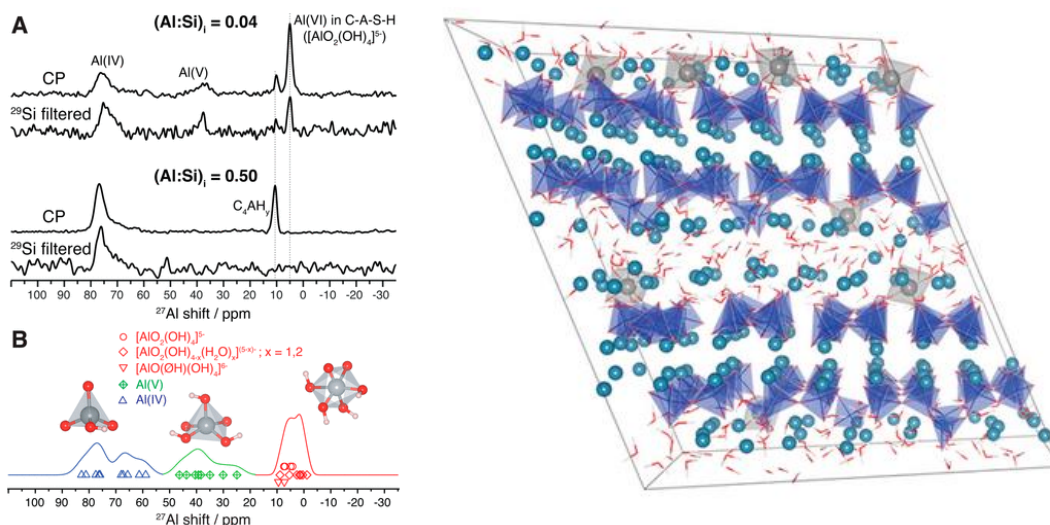 A
(Al:Si)i = 0.04
Al(VI) in C-A-S-H
([AlO2(OH)4]5-)
Al(IV)
Al(V)
CP
29Si filtered
(Al:Si)i = 0.50
C4AHy
CP
29Si filtered
100 90 80 70 60 50 40 30 20 10 0 -10 -20 -30
27Al shift / ppm
B
[AlO2(OH)4]5-
[AlO2(OH)4-x(H2O)x](5-x)- ; x = 1,2
[AlO(ØH)(OH)4]6-
Al(V)
Al(IV)
100 90 80 70 60 50 40 30 20 10 0 -10 -20 -30
27Al shift / ppm